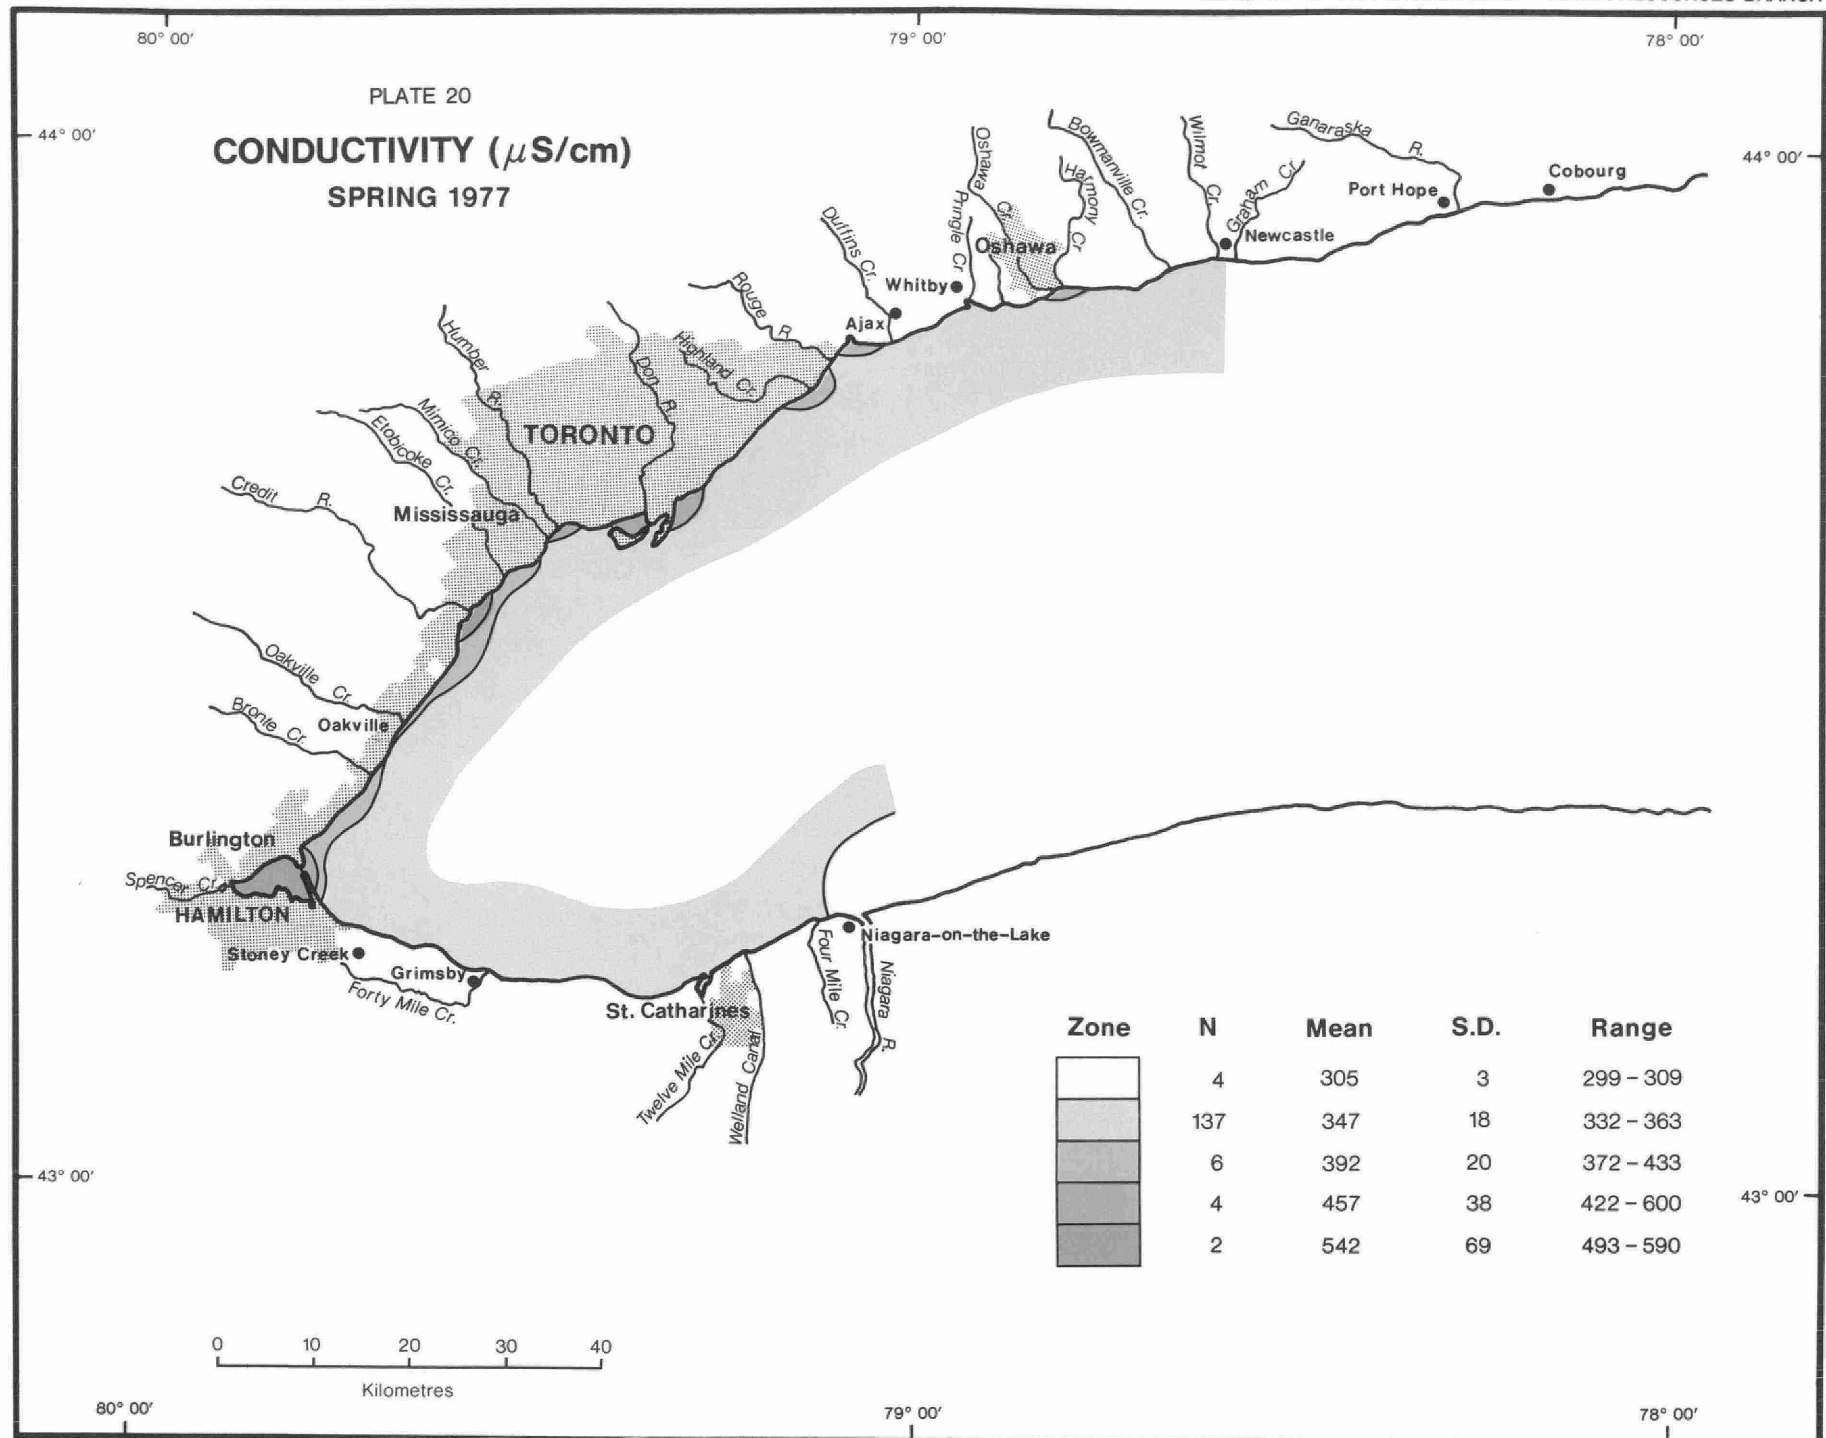 80° 00′ 79° 00′ 78° 00′
PLATE 20
CONDUCTIVITY (μS/cm)
SPRING 1977
44° 00′
44° 00′
Ganaraska R.
Wilmot Cr.
Graham Cr.
Bowmanville Cr.
Harmony Cr.
Oshawa Cr.
Pringle Cr.
Cobourg
Port Hope
Newcastle
Oshawa
Duffins Cr.
Whitby
Ajax
Rouge R.
Highland Cr.
Don R.
Humber R.
TORONTO
Mimico Cr.
Etobicoke Cr.
Mississauga
Credit R.
Oakville Cr.
Oakville
Bronte Cr.
Burlington
Spencer Cr.
HAMILTON
Stoney Creek
Grimsby
Forty Mile Cr.
St. Catharines
Twelve Mile Cr.
Welland Canal
Four Mile Cr.
Niagara-on-the-Lake
Niagara R.
Zone N Mean S.D. Range
4 305 3 299 – 309
137 347 18 332 – 363
6 392 20 372 – 433
4 457 38 422 – 600
2 542 69 493 – 590
43° 00′
43° 00′
0 10 20 30 40
Kilometres
80° 00′ 79° 00′ 78° 00′